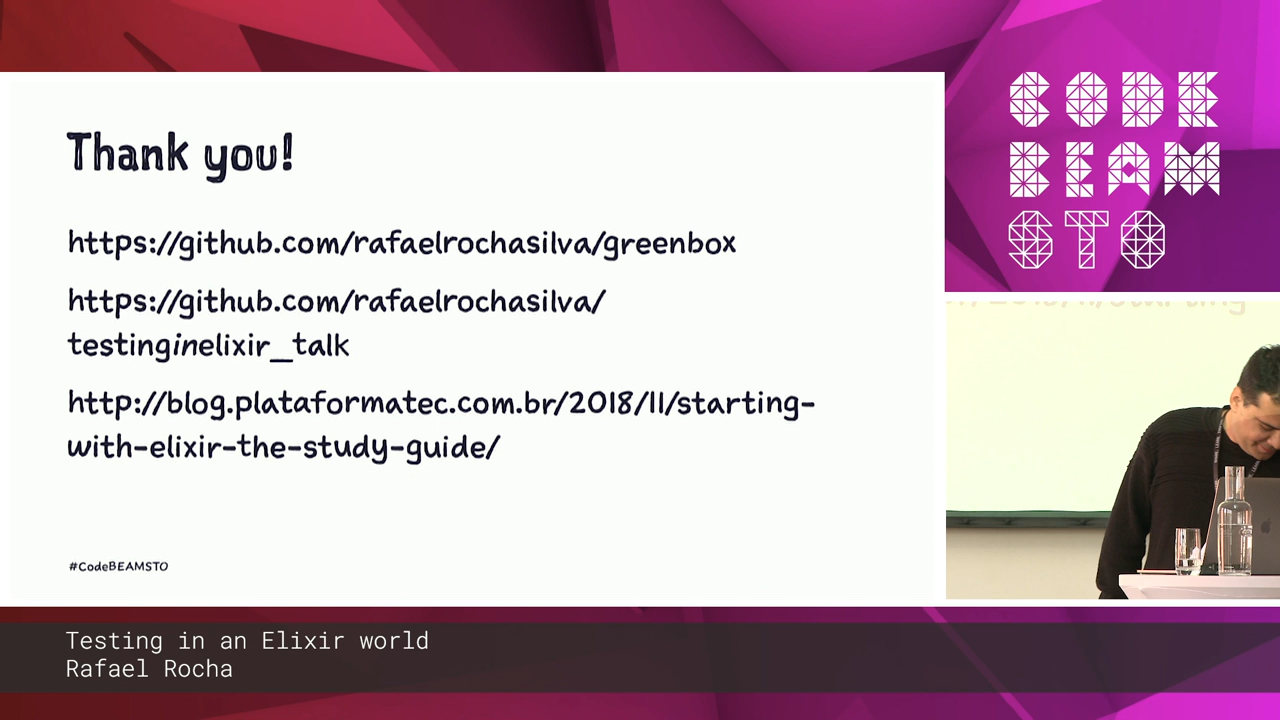 Thank you!
https://github.com/rafaelrochasilva/greenbox
https://github.com/rafaelrochasilva/
testinginelixir_talk
http://blog.plataformatec.com.br/2018/11/starting-
with-elixir-the-study-guide/
#CodeBEAMSTO
CODE
BEAM
STO
Testing in an Elixir world
Rafael Rocha